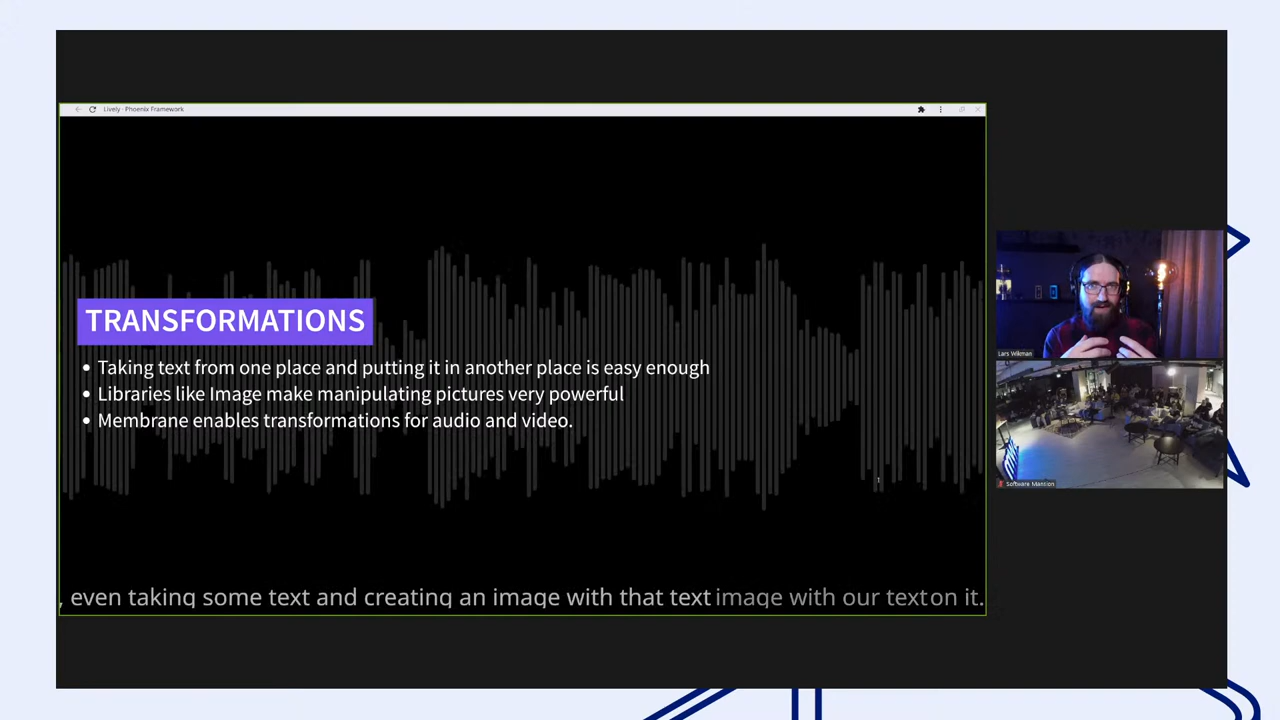 Lively · Phoenix Framework
TRANSFORMATIONS
• Taking text from one place and putting it in another place is easy enough
• Libraries like Image make manipulating pictures very powerful
• Membrane enables transformations for audio and video.
, even taking some text and creating an image with that text image with our text on it.
Lars Wikman
Software Mansion